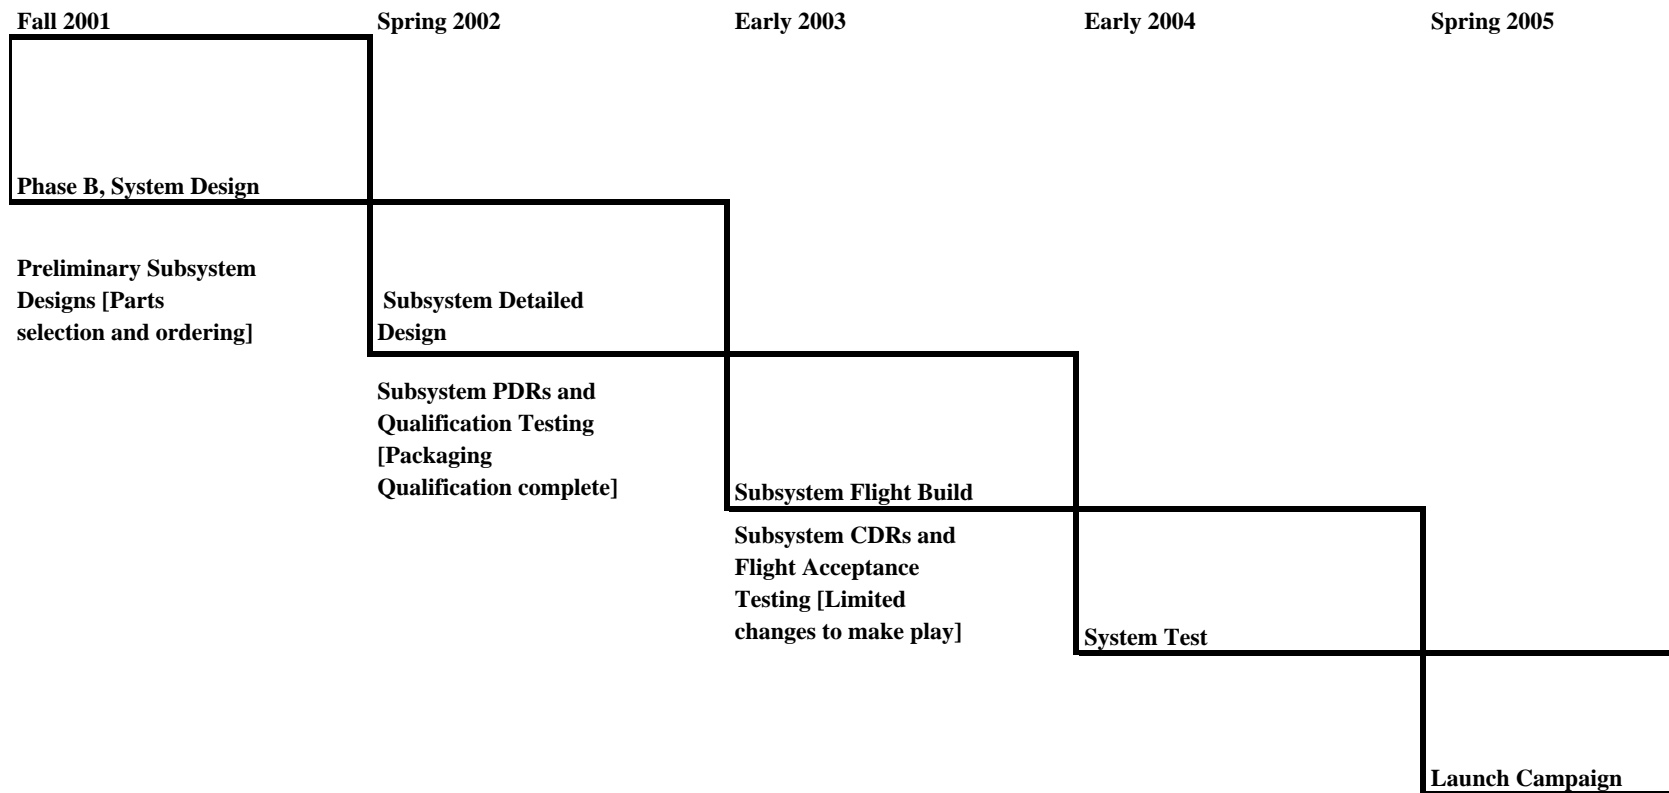 Fall 2001
Spring 2002
Early 2003
Early 2004
Spring 2005
Phase B, System Design
Preliminary Subsystem
Designs [Parts
selection and ordering]
Subsystem Detailed
Design
Subsystem PDRs and
Qualification Testing
[Packaging
Qualification complete]
Subsystem Flight Build
Subsystem CDRs and
Flight Acceptance
Testing [Limited
changes to make play]
System Test
Launch Campaign